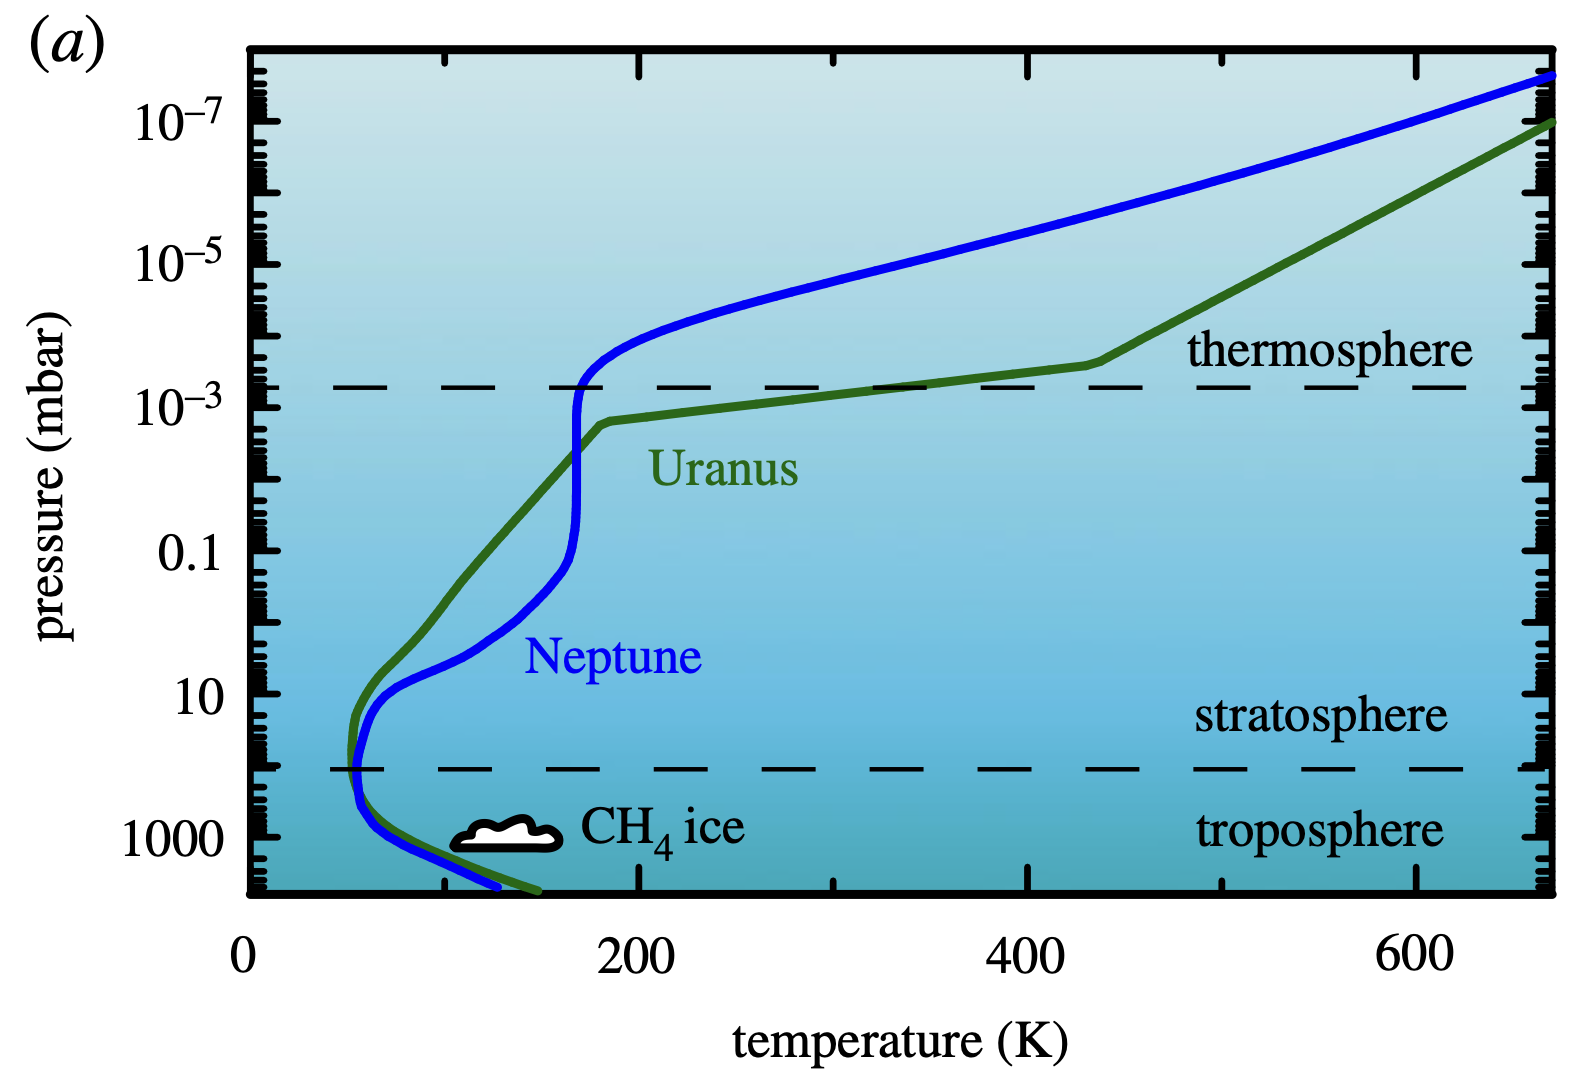 (a)
10⁻⁷
10⁻⁵
10⁻³
0.1
10
1000
pressure (mbar)
thermosphere
Uranus
Neptune
stratosphere
CH₄ ice
troposphere
0 200 400 600
temperature (K)